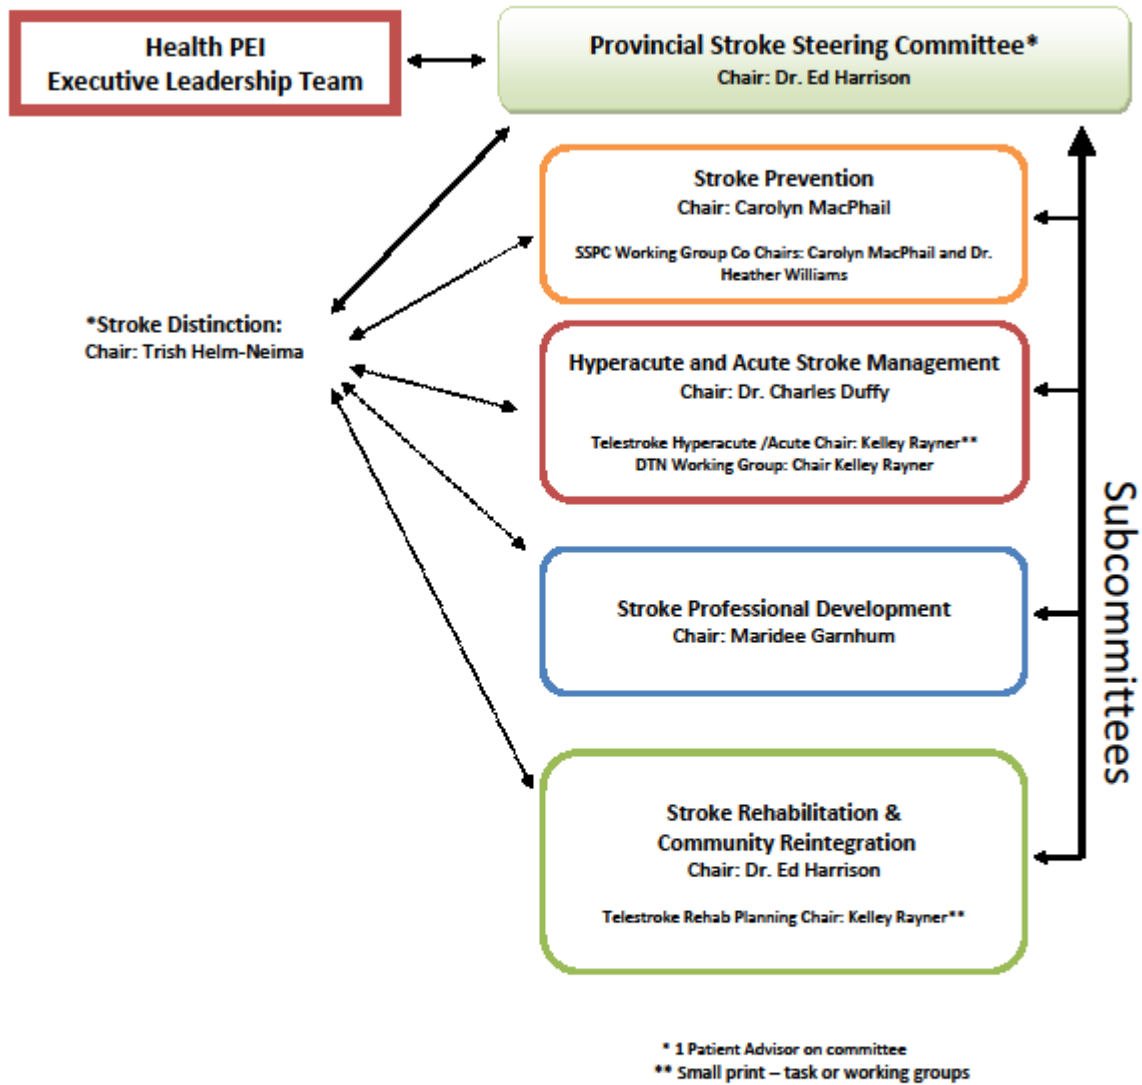 Health PEI
Executive Leadership Team
Provincial Stroke Steering Committee*
Chair: Dr. Ed Harrison
Stroke Prevention
Chair: Carolyn MacPhail
SSPC Working Group Co Chairs: Carolyn MacPhail and Dr.
Heather Williams
*Stroke Distinction:
Chair: Trish Helm-Neima
Hyperacute and Acute Stroke Management
Chair: Dr. Charles Duffy
Telestroke Hyperacute /Acute Chair: Kelley Rayner**
DTN Working Group: Chair Kelley Rayner
Stroke Professional Development
Chair: Maridee Garnhum
Stroke Rehabilitation &
Community Reintegration
Chair: Dr. Ed Harrison
Telestroke Rehab Planning Chair: Kelley Rayner**
Subcommittees
* 1 Patient Advisor on committee
** Small print – task or working groups